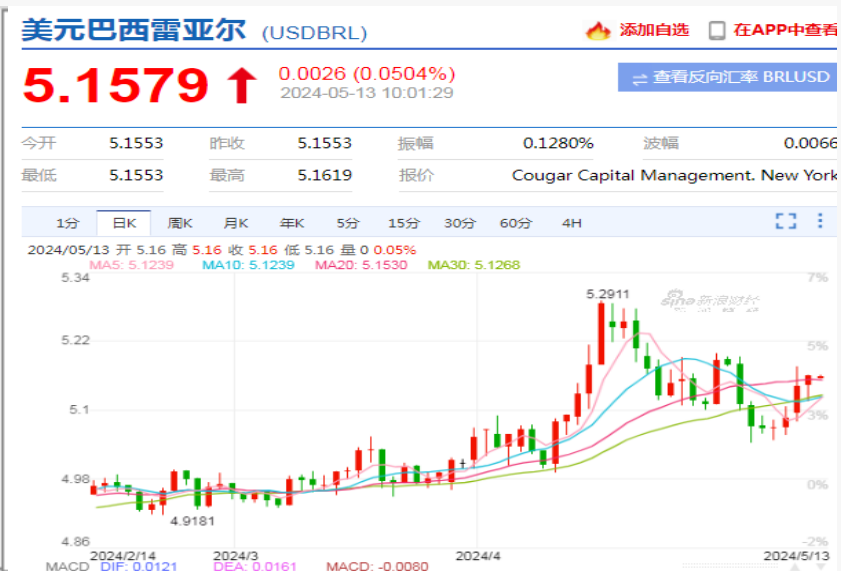 美元巴西雷亚尔 (USDBRL) 添加自选 在APP中查看
5.1579 0.0026 (0.0504%)
2024-05-13 10:01:29
查看反向汇率 BRLUSD
今开 5.1553 昨收 5.1553 振幅 0.1280% 波幅 0.0066
最低 5.1553 最高 5.1619 报价 Cougar Capital Management. New York
1分 日K 周K 月K 年K 5分 15分 30分 60分 4H
2024/05/13 开 5.16 高 5.16 收 5.16 低 5.16 量 0 0.05%
MA5: 5.1239 MA10: 5.1239 MA20: 5.1530 MA30: 5.1268
5.34 7%
5.2911
sina 新浪财经
5.22 5%
5.1 3%
4.98 0%
4.9181
4.86 -2%
2024/2/14 2024/3 2024/4 2024/5/13
MACD DIF: 0.0121 DEA: 0.0161 MACD: -0.0080